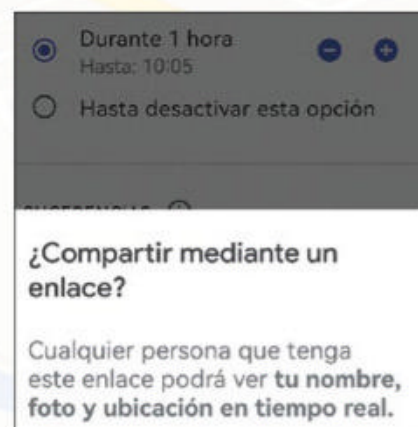 Durante 1 hora
Hasta: 10:05
Hasta desactivar esta opción
SUGERENCIAS
¿Compartir mediante un
enlace?
Cualquier persona que tenga
este enlace podrá ver tu nombre,
foto y ubicación en tiempo real.